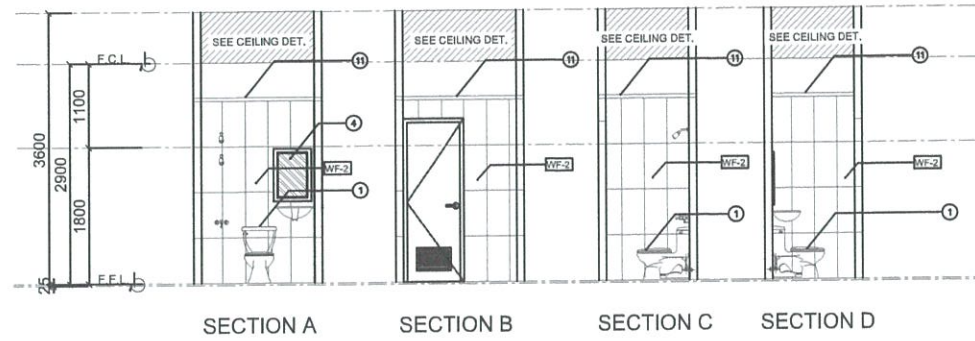 SEE CEILING DET.
SEE CEILING DET.
SEE CEILING DET.
SEE CEILING DET.
F.C.L.
11
11
11
11
1100
3600
2900
4
WF-2
WF-2
WF-2
WF-2
1
1
1
1800
F.F.L.
25
SECTION A
SECTION B
SECTION C
SECTION D